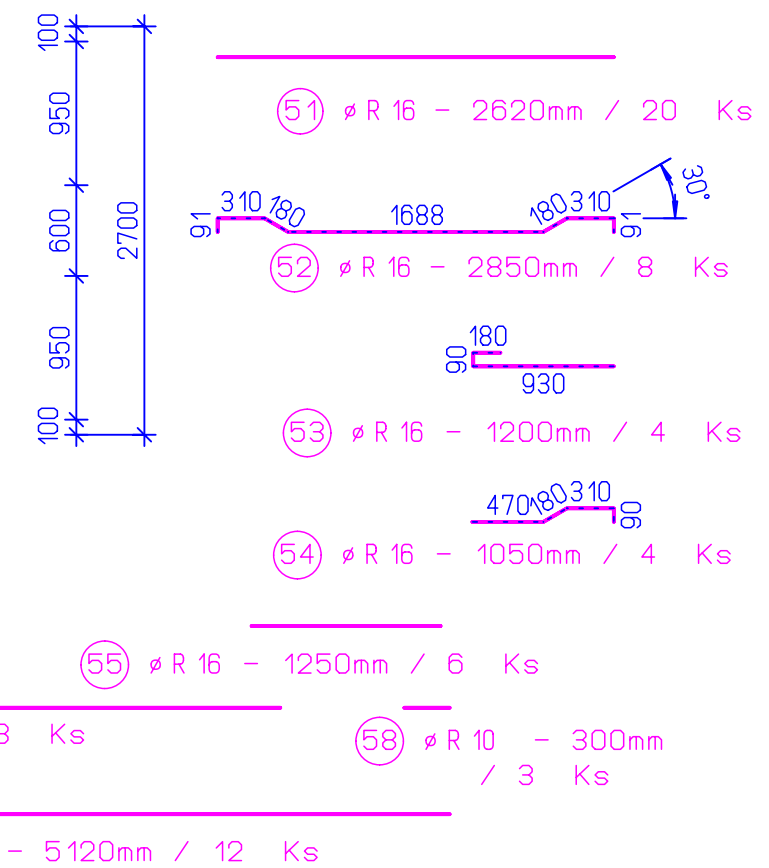 100
950
600
950
100
2700
51 ⌀ R 16 - 2620mm / 20 Ks
91 310 180 1688 180 310 91
30°
52 ⌀ R 16 - 2850mm / 8 Ks
180
90
930
53 ⌀ R 16 - 1200mm / 4 Ks
470 180 310 90
54 ⌀ R 16 - 1050mm / 4 Ks
55 ⌀ R 16 - 1250mm / 6 Ks
Ks
58 ⌀ R 10 - 300mm
/ 3 Ks
- 5120mm / 12 Ks